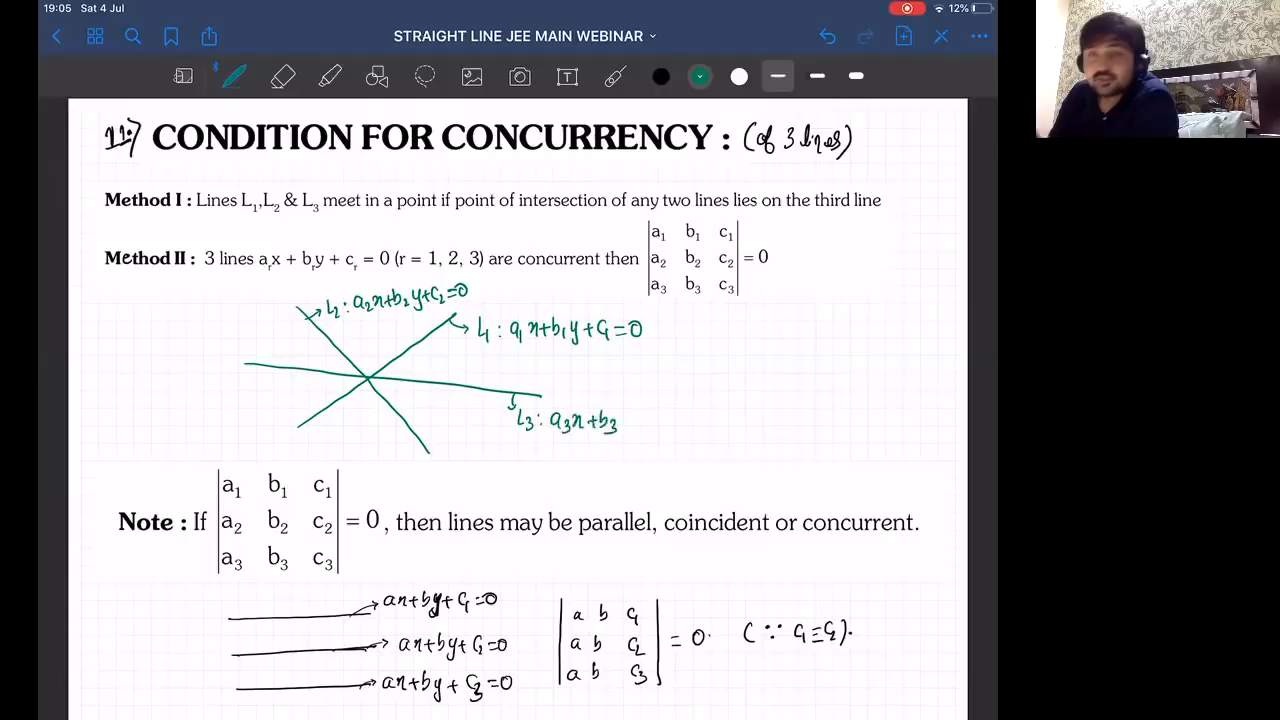 19:05 Sat 4 Jul 12%
STRAIGHT LINE JEE MAIN WEBINAR
11:) CONDITION FOR CONCURRENCY : (of 3 lines)
Method I : Lines L₁,L₂ & L₃ meet in a point if point of intersection of any two lines lies on the third line
Method II : 3 lines aᵣx + bᵣy + cᵣ = 0 (r = 1, 2, 3) are concurrent then |a₁ b₁ c₁; a₂ b₂ c₂; a₃ b₃ c₃| = 0
L₂ : a₂x+b₂y+c₂=0
L₁ : a₁x+b₁y+c₁=0
L₃ : a₃x+b₃
Note : If |a₁ b₁ c₁; a₂ b₂ c₂; a₃ b₃ c₃| = 0, then lines may be parallel, coincident or concurrent.
ax+by+c₁=0
ax+by+c₂=0
ax+by+c₃=0
|a b c₁; a b c₂; a b c₃| = 0. (∵ c₁≡c₂).